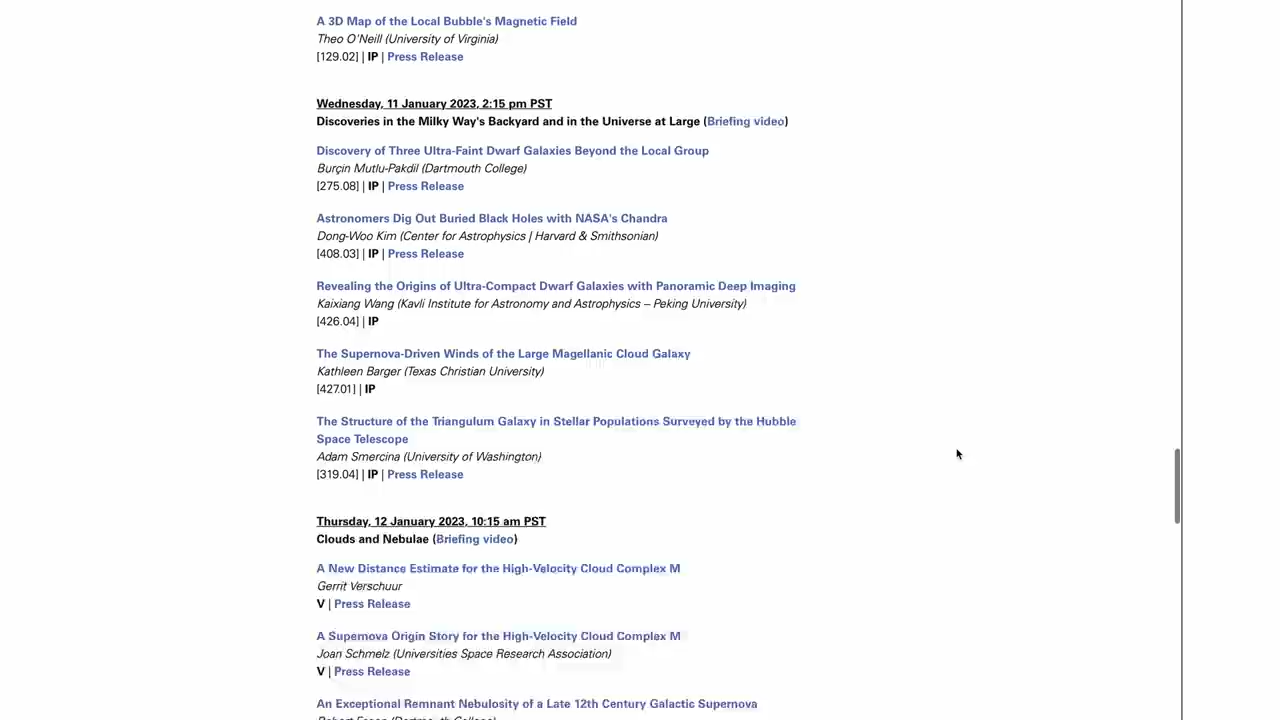 A 3D Map of the Local Bubble's Magnetic Field
Theo O'Neill (University of Virginia)
[129.02] | IP | Press Release
Wednesday, 11 January 2023, 2:15 pm PST
Discoveries in the Milky Way's Backyard and in the Universe at Large (Briefing video)
Discovery of Three Ultra-Faint Dwarf Galaxies Beyond the Local Group
Burçin Mutlu-Pakdil (Dartmouth College)
[275.08] | IP | Press Release
Astronomers Dig Out Buried Black Holes with NASA's Chandra
Dong-Woo Kim (Center for Astrophysics | Harvard & Smithsonian)
[408.03] | IP | Press Release
Revealing the Origins of Ultra-Compact Dwarf Galaxies with Panoramic Deep Imaging
Kaixiang Wang (Kavli Institute for Astronomy and Astrophysics – Peking University)
[426.04] | IP
The Supernova-Driven Winds of the Large Magellanic Cloud Galaxy
Kathleen Barger (Texas Christian University)
[427.01] | IP
The Structure of the Triangulum Galaxy in Stellar Populations Surveyed by the Hubble
Space Telescope
Adam Smercina (University of Washington)
[319.04] | IP | Press Release
Thursday, 12 January 2023, 10:15 am PST
Clouds and Nebulae (Briefing video)
A New Distance Estimate for the High-Velocity Cloud Complex M
Gerrit Verschuur
V | Press Release
A Supernova Origin Story for the High-Velocity Cloud Complex M
Joan Schmelz (Universities Space Research Association)
V | Press Release
An Exceptional Remnant Nebulosity of a Late 12th Century Galactic Supernova